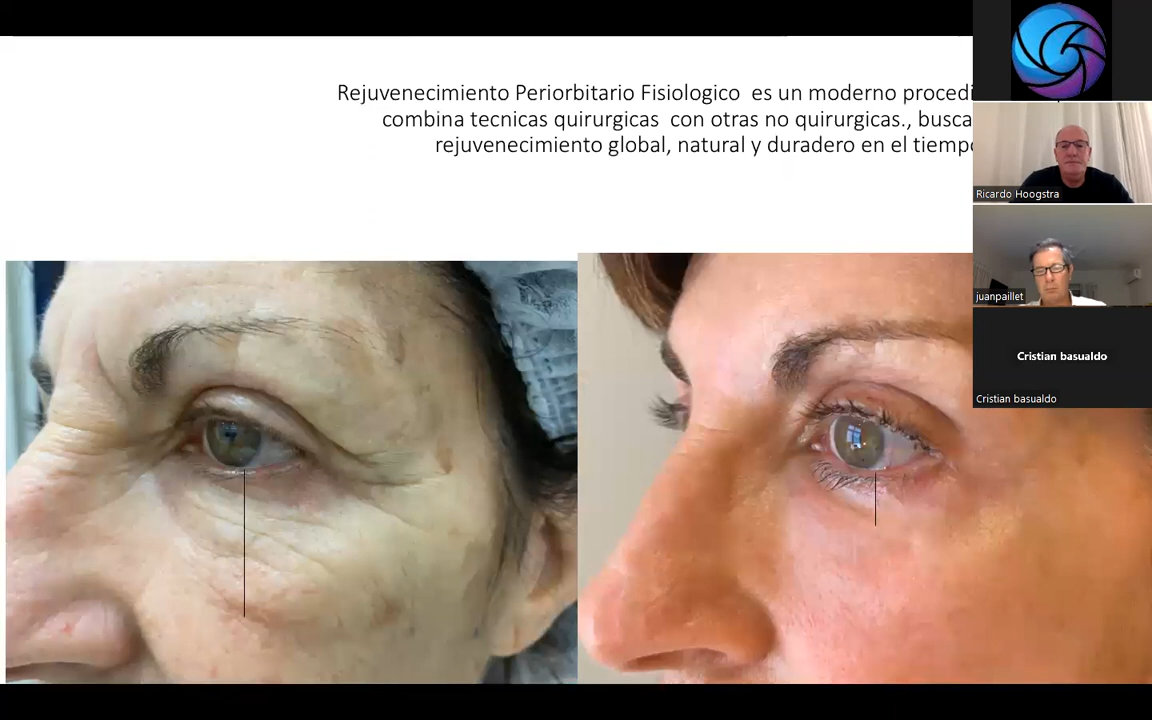 Rejuvenecimiento Periorbitario Fisiologico es un moderno procedi
combina tecnicas quirurgicas con otras no quirurgicas., busca
rejuvenecimiento global, natural y duradero en el tiempo
Ricardo Hoogstra
juanpaillet
Cristian basualdo
Cristian basualdo